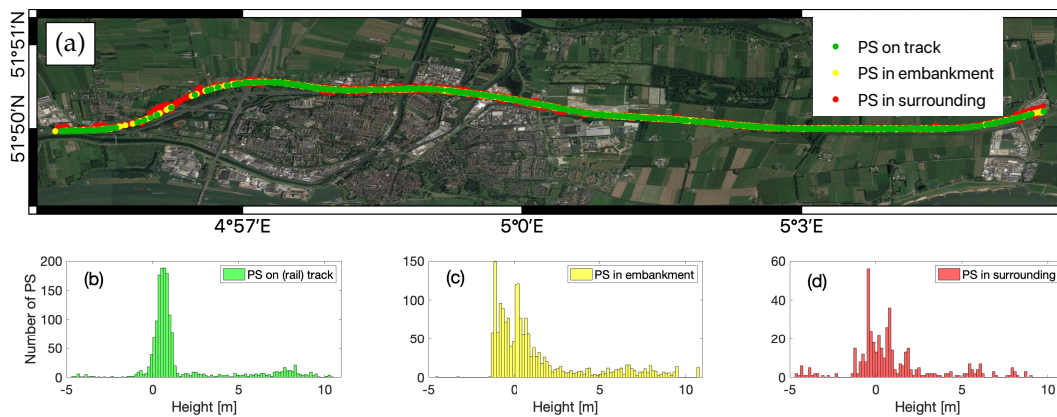 (a)
51°51'N
51°50'N
PS on track
PS in embankment
PS in surrounding
4°57'E
5°0'E
5°3'E
(b)
PS on (rail) track
200
150
100
50
0
-5
0
5
10
Number of PS
Height [m]
(c)
PS in embankment
150
100
50
0
-5
0
5
10
Height [m]
(d)
PS in surrounding
60
40
20
0
-5
0
5
10
Height [m]